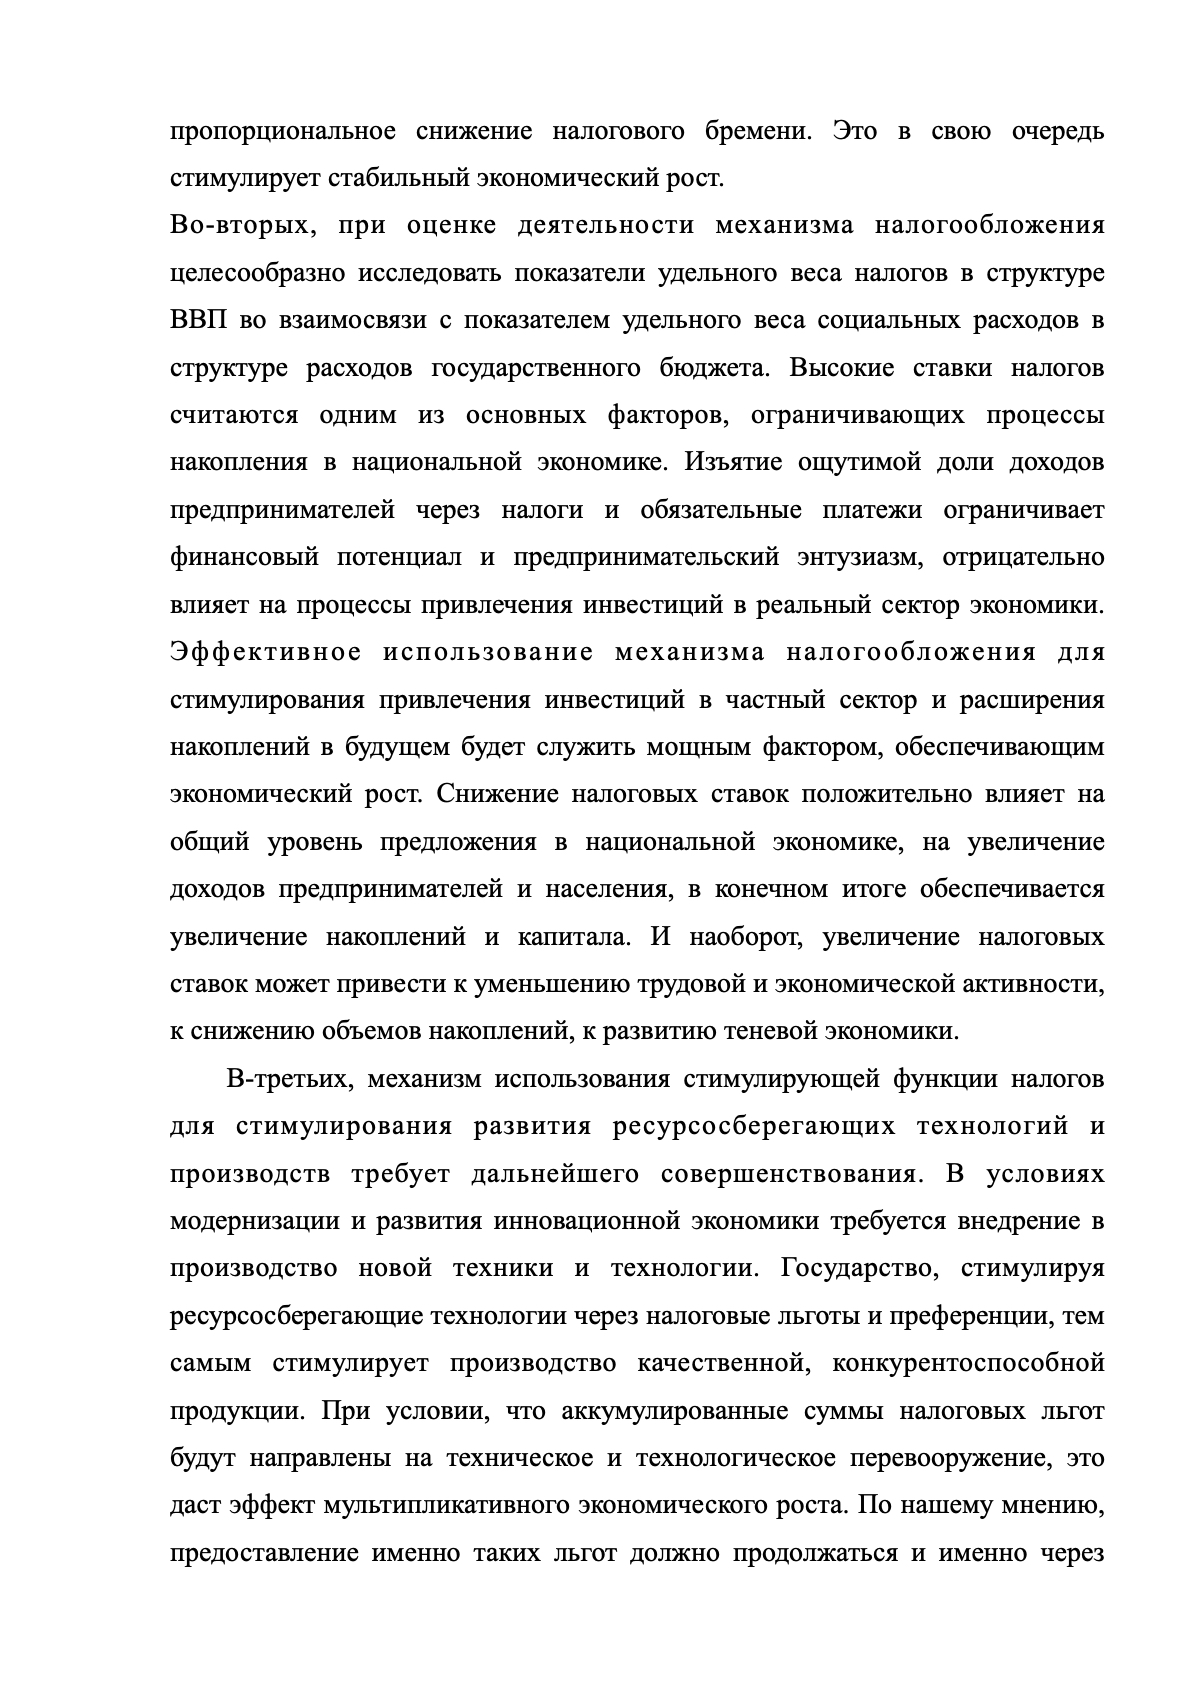 пропорциональное снижение налогового бремени. Это в свою очередь
стимулирует стабильный экономический рост.
Во-вторых, при оценке деятельности механизма налогообложения
целесообразно исследовать показатели удельного веса налогов в структуре
ВВП во взаимосвязи с показателем удельного веса социальных расходов в
структуре расходов государственного бюджета. Высокие ставки налогов
считаются одним из основных факторов, ограничивающих процессы
накопления в национальной экономике. Изъятие ощутимой доли доходов
предпринимателей через налоги и обязательные платежи ограничивает
финансовый потенциал и предпринимательский энтузиазм, отрицательно
влияет на процессы привлечения инвестиций в реальный сектор экономики.
Эффективное использование механизма налогообложения для
стимулирования привлечения инвестиций в частный сектор и расширения
накоплений в будущем будет служить мощным фактором, обеспечивающим
экономический рост. Снижение налоговых ставок положительно влияет на
общий уровень предложения в национальной экономике, на увеличение
доходов предпринимателей и населения, в конечном итоге обеспечивается
увеличение накоплений и капитала. И наоборот, увеличение налоговых
ставок может привести к уменьшению трудовой и экономической активности,
к снижению объемов накоплений, к развитию теневой экономики.
В-третьих, механизм использования стимулирующей функции налогов
для стимулирования развития ресурсосберегающих технологий и
производств требует дальнейшего совершенствования. В условиях
модернизации и развития инновационной экономики требуется внедрение в
производство новой техники и технологии. Государство, стимулируя
ресурсосберегающие технологии через налоговые льготы и преференции, тем
самым стимулирует производство качественной, конкурентоспособной
продукции. При условии, что аккумулированные суммы налоговых льгот
будут направлены на техническое и технологическое перевооружение, это
даст эффект мультипликативного экономического роста. По нашему мнению,
предоставление именно таких льгот должно продолжаться и именно через